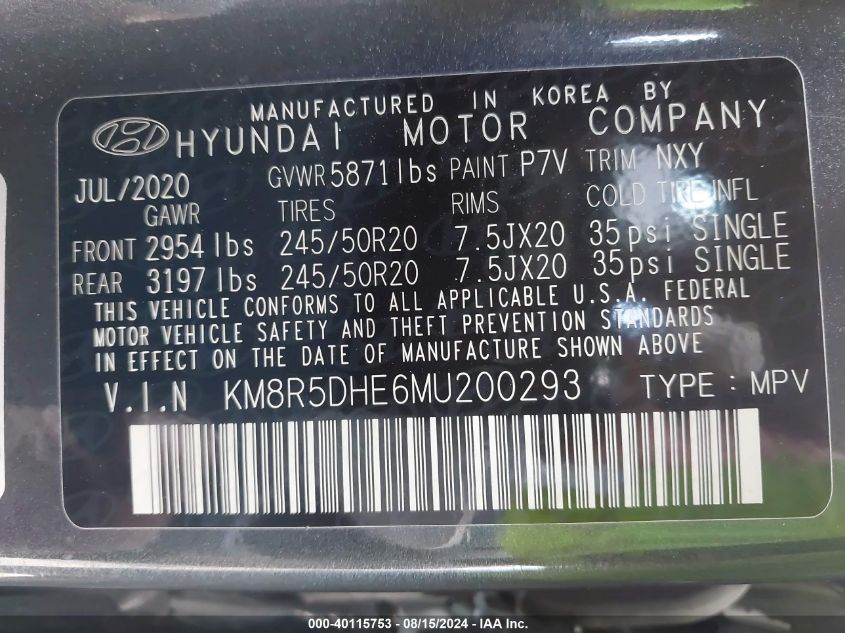 MANUFACTURED IN KOREA BY
HYUNDAI MOTOR COMPANY
JUL/2020 GVWR 5871lbs PAINT P7V TRIM NXY
GAWR TIRES RIMS COLD TIRE INFL
FRONT 2954 lbs 245/50R20 7.5JX20 35psi SINGLE
REAR 3197 lbs 245/50R20 7.5JX20 35psi SINGLE
THIS VEHICLE CONFORMS TO ALL APPLICABLE U.S.A. FEDERAL
MOTOR VEHICLE SAFETY AND THEFT PREVENTION STANDARDS
IN EFFECT ON THE DATE OF MANUFACTURE SHOWN ABOVE
V.I.N KM8R5DHE6MU200293 TYPE : MPV
000-40115753 - 08/15/2024 - IAA Inc.